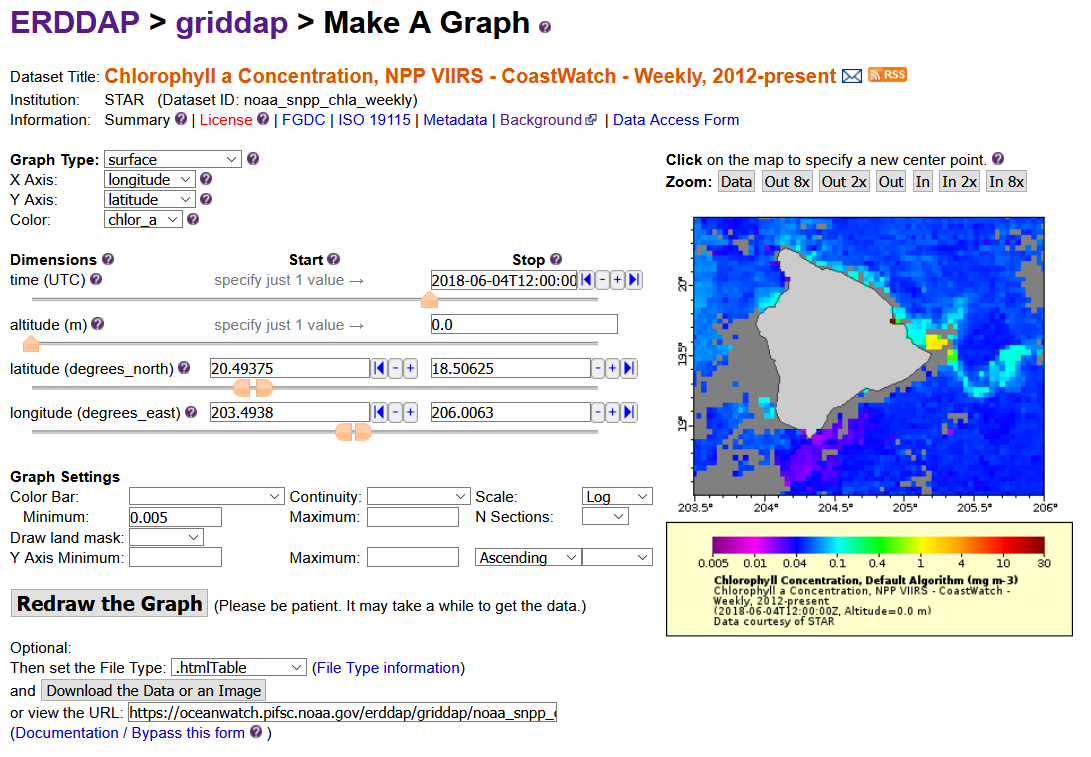 ERDDAP > griddap > Make A Graph ?
Dataset Title: Chlorophyll a Concentration, NPP VIIRS - CoastWatch - Weekly, 2012-present RSS
Institution: STAR (Dataset ID: noaa_snpp_chla_weekly)
Information: Summary ? | License ? | FGDC | ISO 19115 | Metadata | Background | Data Access Form
Graph Type: surface ?
X Axis: longitude ?
Y Axis: latitude ?
Color: chlor_a ?
Dimensions ? Start ? Stop ?
time (UTC) ? specify just 1 value → 2018-06-04T12:00:00 - +
altitude (m) ? specify just 1 value → 0.0
latitude (degrees_north) ? 20.49375 - + 18.50625 - +
longitude (degrees_east) ? 203.4938 - + 206.0063 - +
Graph Settings
Color Bar: Continuity: Scale: Log
Minimum: 0.005 Maximum: N Sections:
Draw land mask:
Y Axis Minimum: Maximum: Ascending
Redraw the Graph (Please be patient. It may take a while to get the data.)
Optional:
Then set the File Type: .htmlTable (File Type information)
and Download the Data or an Image
or view the URL: https://oceanwatch.pifsc.noaa.gov/erddap/griddap/noaa_snpp_
(Documentation / Bypass this form ? )
Click on the map to specify a new center point. ?
Zoom: Data Out 8x Out 2x Out In In 2x In 8x
20°
19.5°
19°
203.5° 204° 204.5° 205° 205.5° 206°
0.005 0.01 0.04 0.1 0.4 1 4 10 30
Chlorophyll Concentration, Default Algorithm (mg m-3)
Chlorophyll a Concentration, NPP VIIRS - CoastWatch -
Weekly, 2012-present
(2018-06-04T12:00:00Z, Altitude=0.0 m)
Data courtesy of STAR